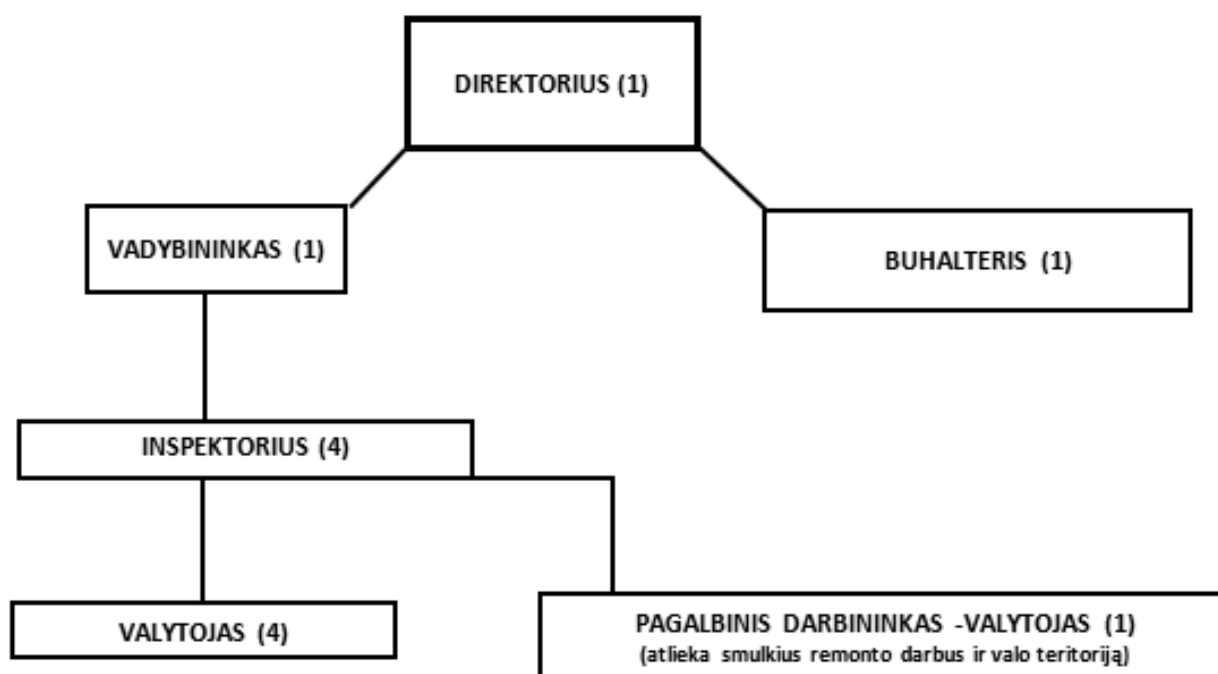 DIREKTORIUS (1)
VADYBININKAS (1)
BUHALTERIS (1)
INSPEKTORIUS (4)
VALYTOJAS (4)
PAGALBINIS DARBININKAS -VALYTOJAS (1)
(atlieka smulkius remonto darbus ir valo teritoriją)